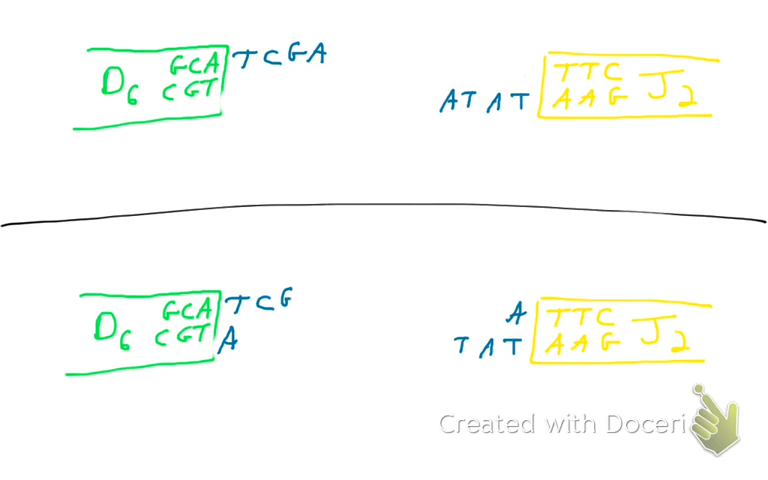 GCA TCGA
D6 CGT
TTC
ATAT AAG J2
GCA TCG
D6 CGT A
A TTC
TAT AAG J2
Created with Doceri